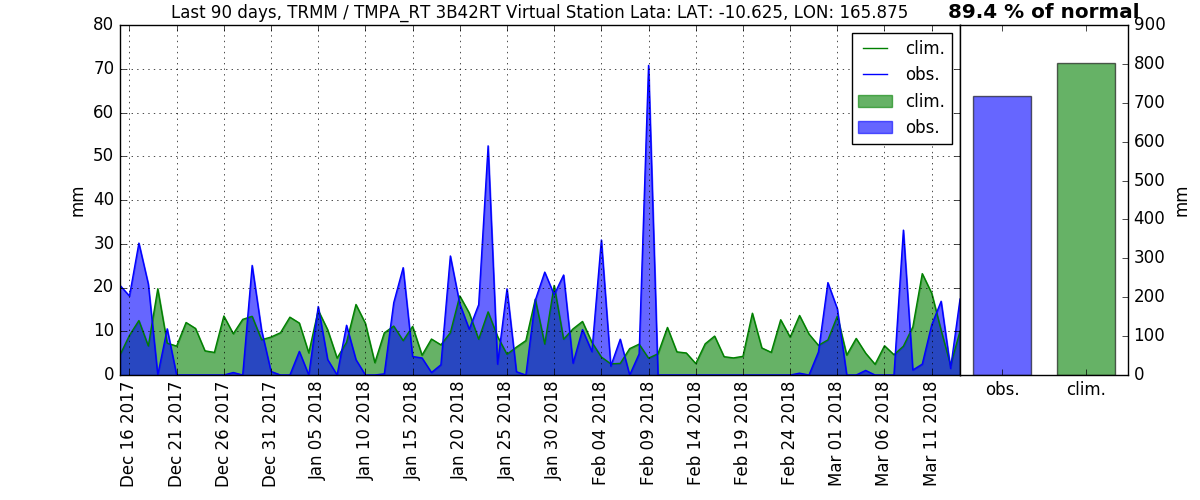 Last 90 days, TRMM / TMPA_RT 3B42RT Virtual Station Lata: LAT: -10.625, LON: 165.875
89.4 % of normal
80
70
60
50
40
30
20
10
0
mm
clim.
obs.
clim.
obs.
Dec 16 2017
Dec 21 2017
Dec 26 2017
Dec 31 2017
Jan 05 2018
Jan 10 2018
Jan 15 2018
Jan 20 2018
Jan 25 2018
Jan 30 2018
Feb 04 2018
Feb 09 2018
Feb 14 2018
Feb 19 2018
Feb 24 2018
Mar 01 2018
Mar 06 2018
Mar 11 2018
900
800
700
600
500
400
300
200
100
0
mm
obs.
clim.